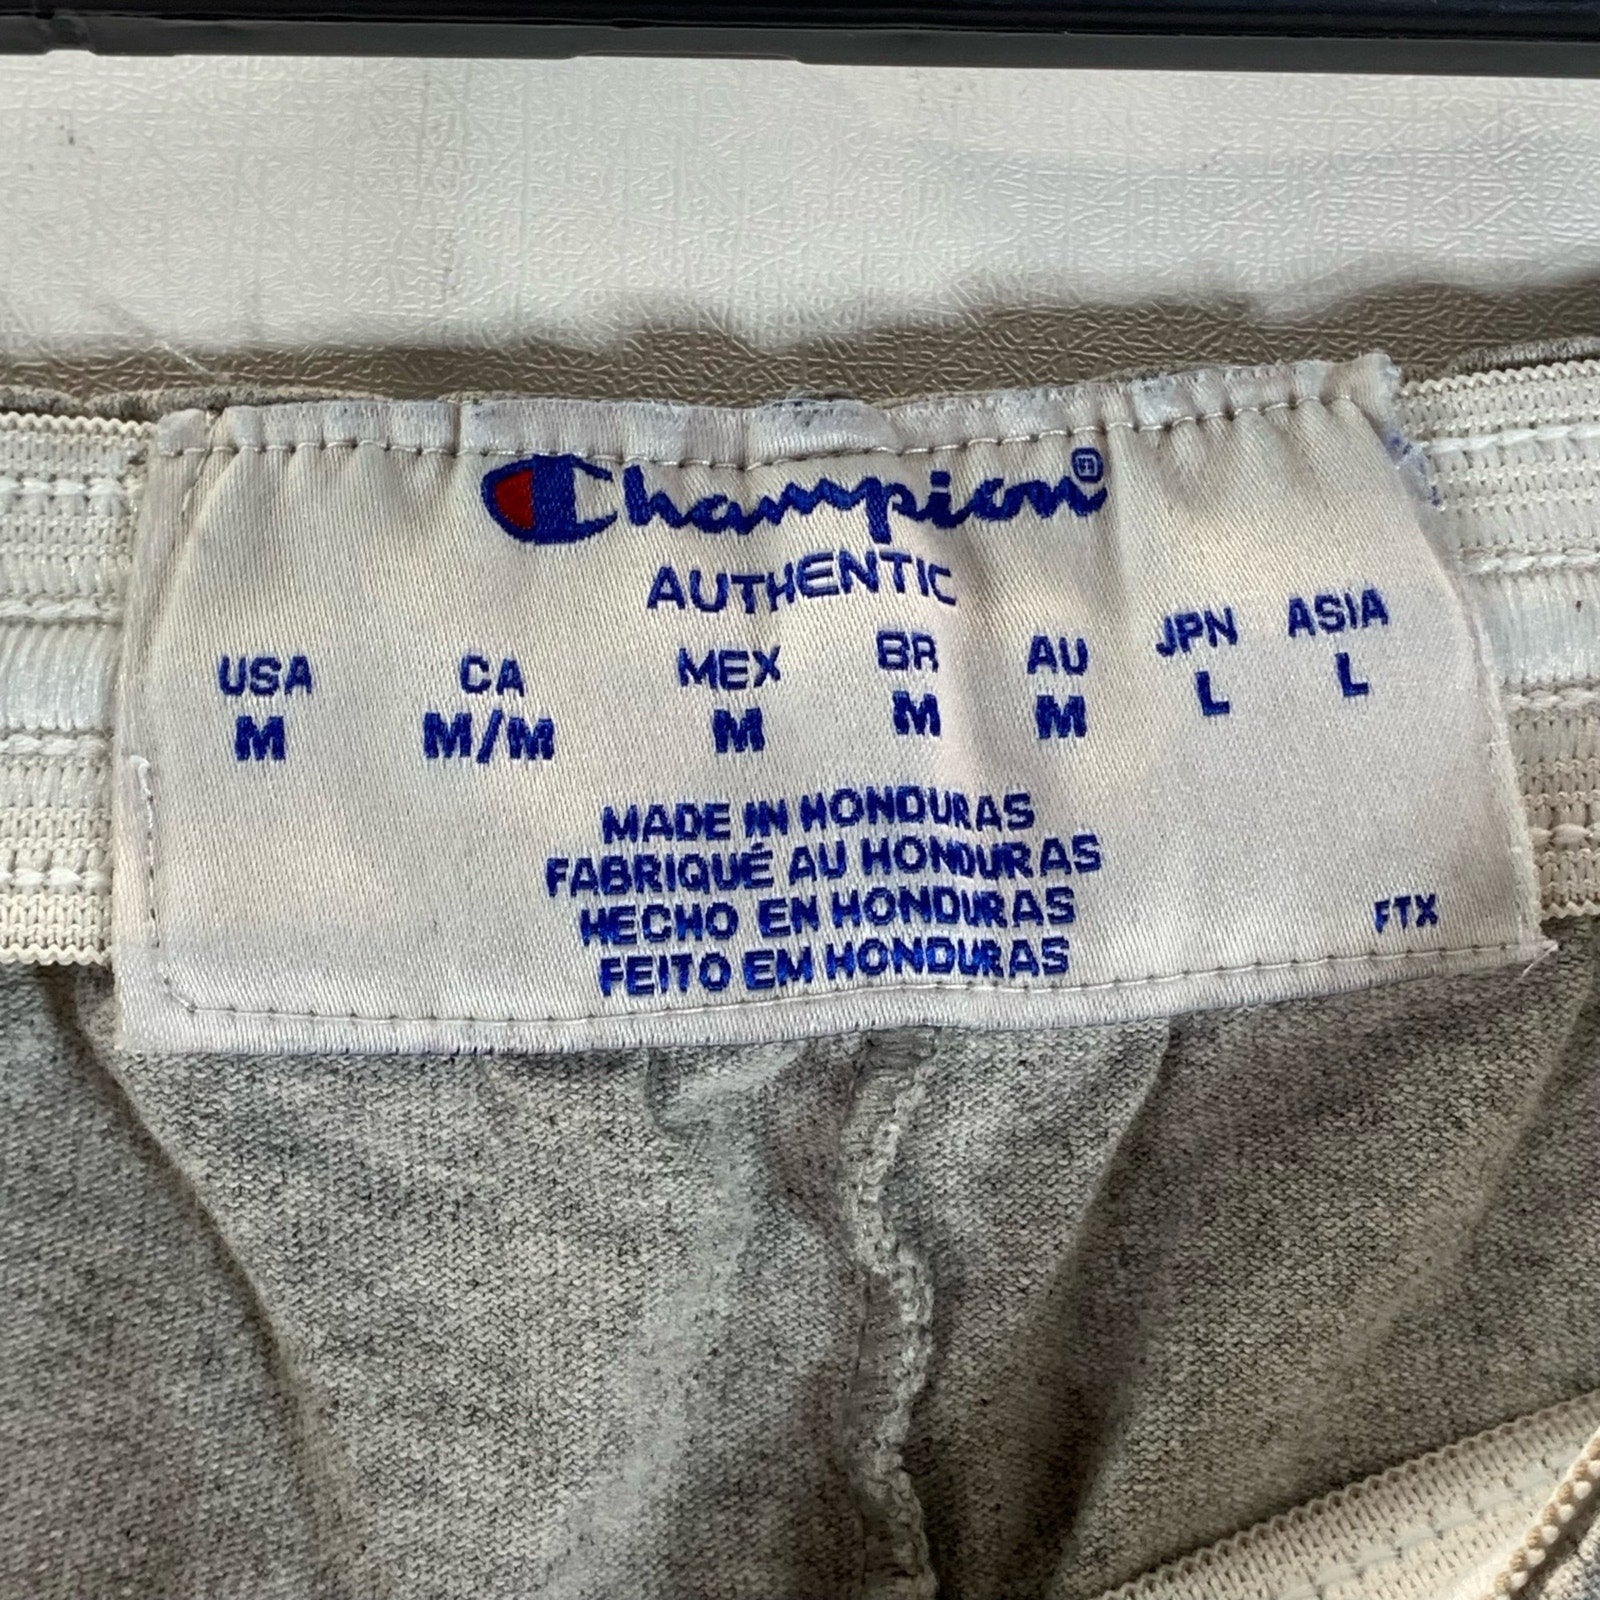 Champion®
AUTHENTIC
USA CA MEX BR AU JPN ASIA
M M/M M M M L L
MADE IN HONDURAS
FABRIQUÉ AU HONDURAS
HECHO EN HONDURAS
FEITO EM HONDURAS
FTX